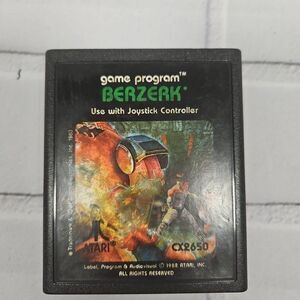 game program™
BERZERK*
Use with Joystick Controller
ATARI®
CX2650
Label, Program & Audiovisual © 1982 ATARI, INC.
ALL RIGHTS RESERVED